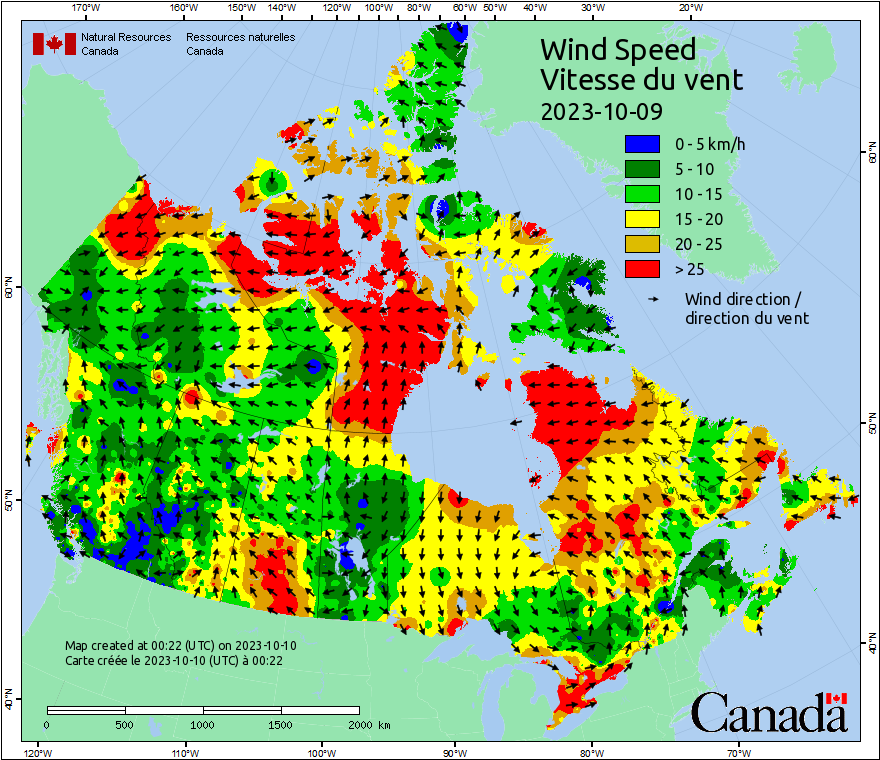 170°W 160°W 150°W 140°W 130°W 120°W 110°W 100°W 90°W 80°W 70°W 60°W 50°W 40°W 30°W 20°W
Natural Resources Canada
Ressources naturelles Canada
Wind Speed
Vitesse du vent
2023-10-09
0 - 5 km/h
5 - 10
10 - 15
15 - 20
20 - 25
> 25
Wind direction /
direction du vent
60°N
60°N
50°N
50°N
40°N
40°N
Map created at 00:22 (UTC) on 2023-10-10
Carte créée le 2023-10-10 (UTC) à 00:22
0 500 1000 1500 2000 km
Canada
120°W 110°W 100°W 90°W 80°W 70°W